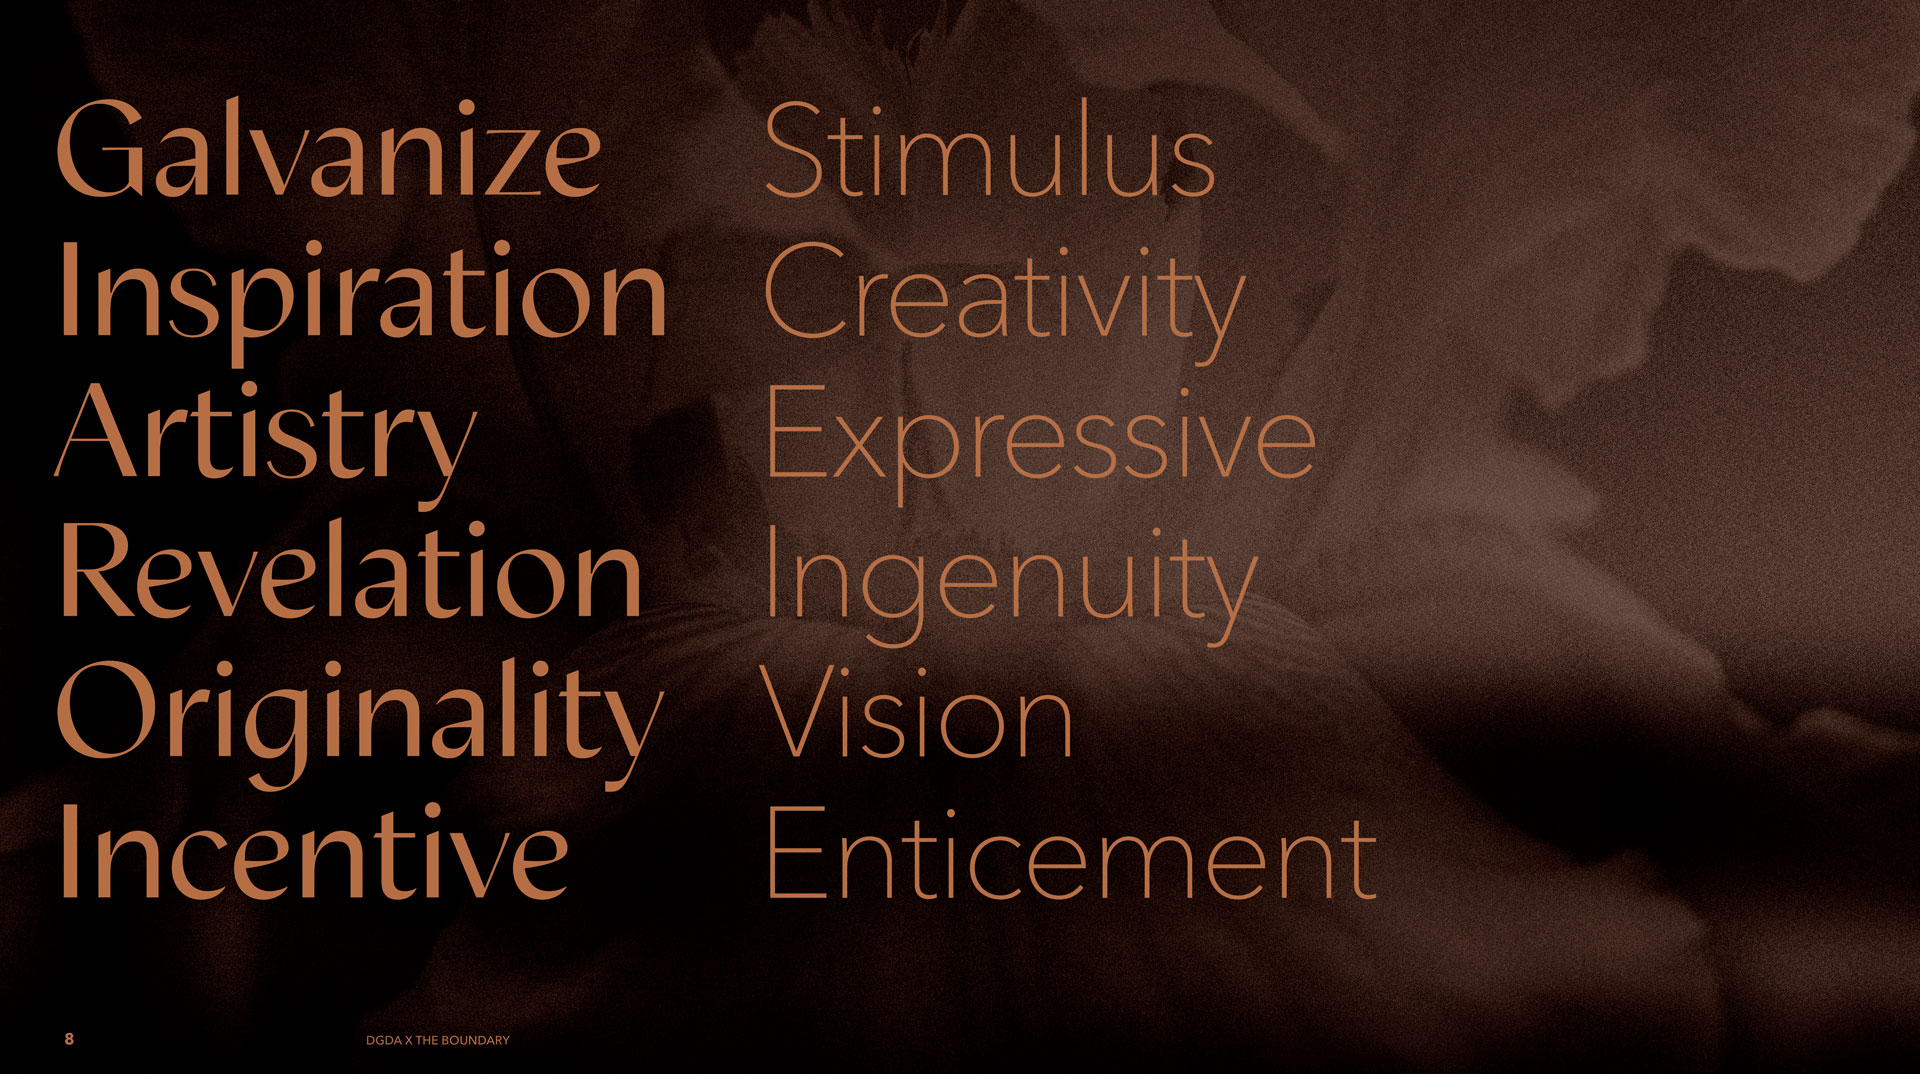 Galvanize
Inspiration
Artistry
Revelation
Originality
Incentive
Stimulus
Creativity
Expressive
Ingenuity
Vision
Enticement
8
DGDA X THE BOUNDARY